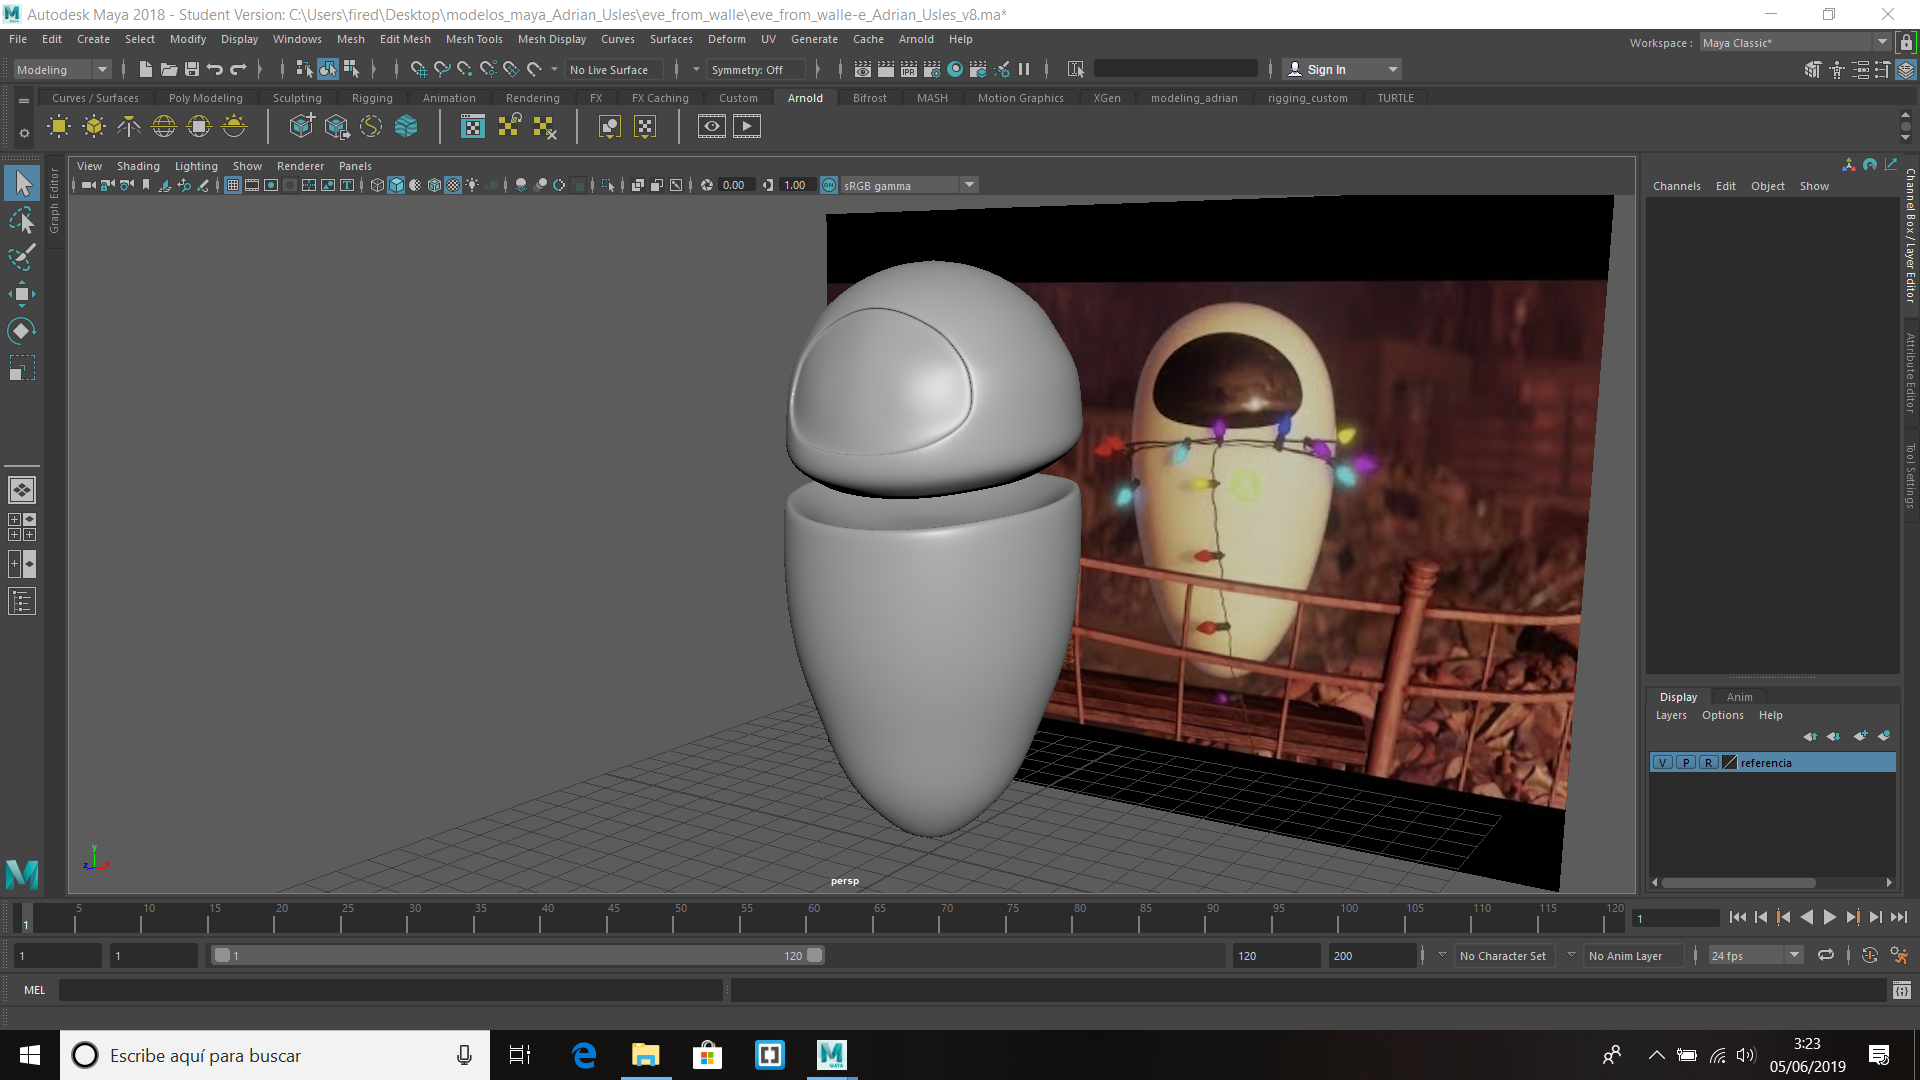 Autodesk Maya 2018 - Student Version: C:\Users\fired\Desktop\modelos_maya_Adrian_Usles\eve_from_walle\eve_from_walle-e_Adrian_Usles_v8.ma*
File Edit Create Select Modify Display Windows Mesh Edit Mesh Mesh Tools Mesh Display Curves Surfaces Deform UV Generate Cache Arnold Help
Workspace : Maya Classic*
Modeling No Live Surface Symmetry: Off IPR Sign In
Curves / Surfaces Poly Modeling Sculpting Rigging Animation Rendering FX FX Caching Custom Arnold Bifrost MASH Motion Graphics XGen modeling_adrian rigging_custom TURTLE
View Shading Lighting Show Renderer Panels
0.00 1.00 ON sRGB gamma
Graph Editor
Channels Edit Object Show
Channel Box / Layer Editor
Attribute Editor
Tool Settings
Display Anim
Layers Options Help
V P R referencia
y
z x
persp
M
5 10 15 20 25 30 35 40 45 50 55 60 65 70 75 80 85 90 95 100 105 110 115 120
1 1
1 1 1 120 120 200 No Character Set No Anim Layer 24 fps
MEL
Escribe aquí para buscar
MAYA
3:23
05/06/2019